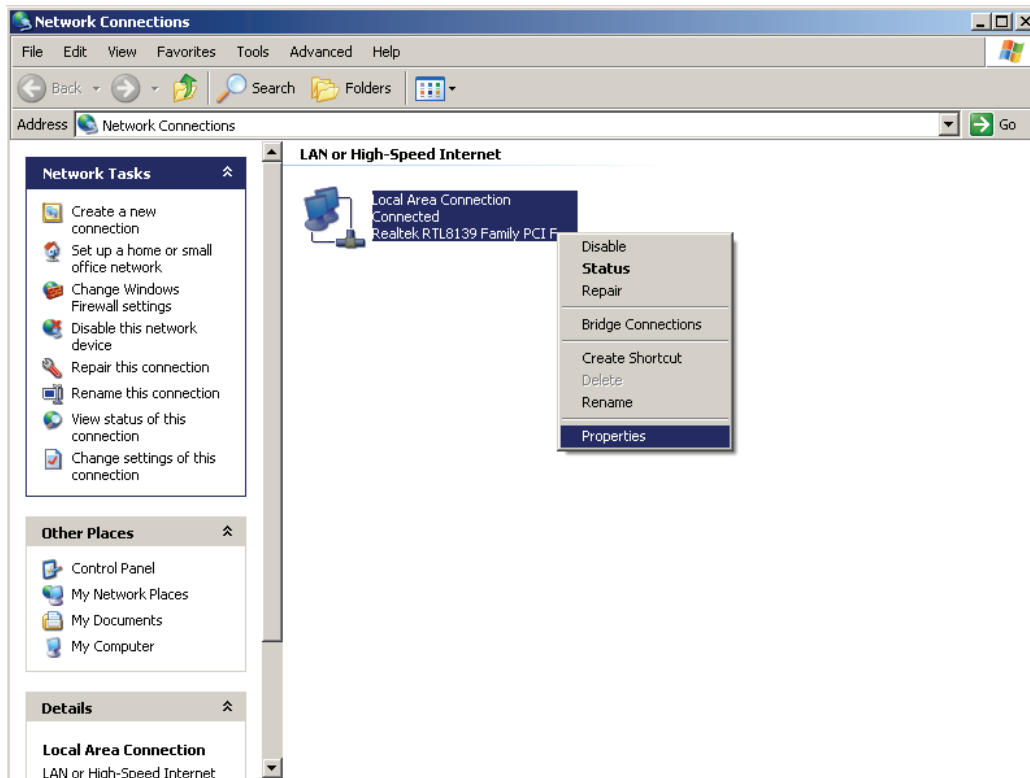 Network Connections
File Edit View Favorites Tools Advanced Help
Back Search Folders
Address Network Connections Go
Network Tasks
Create a new
connection
Set up a home or small
office network
Change Windows
Firewall settings
Disable this network
device
Repair this connection
Rename this connection
View status of this
connection
Change settings of this
connection
Other Places
Control Panel
My Network Places
My Documents
My Computer
Details
Local Area Connection
LAN or High-Speed Internet
LAN or High-Speed Internet
Local Area Connection
Connected
Realtek RTL8139 Family PCI F...
Disable
Status
Repair
Bridge Connections
Create Shortcut
Delete
Rename
Properties